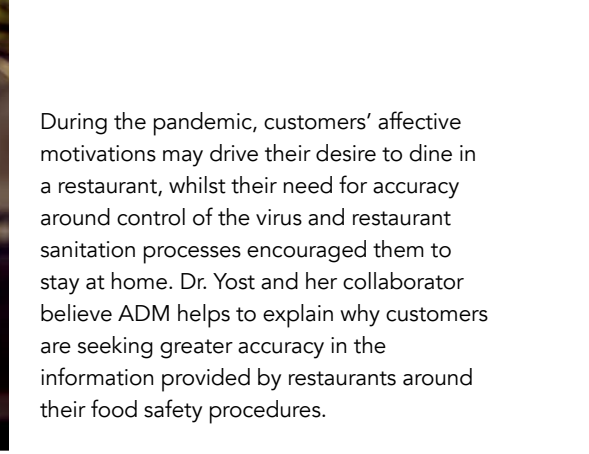 During the pandemic, customers’ affective
motivations may drive their desire to dine in
a restaurant, whilst their need for accuracy
around control of the virus and restaurant
sanitation processes encouraged them to
stay at home. Dr. Yost and her collaborator
believe ADM helps to explain why customers
are seeking greater accuracy in the
information provided by restaurants around
their food safety procedures.